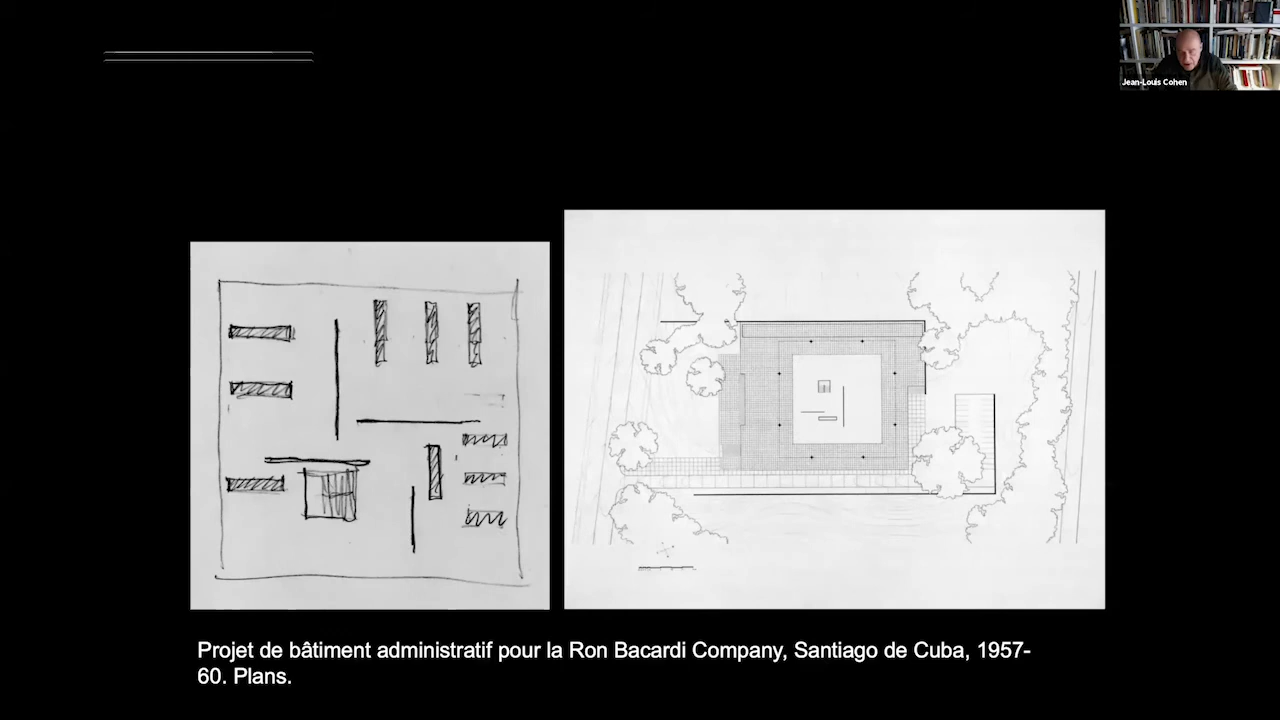 Jean-Louis Cohen
Projet de bâtiment administratif pour la Ron Bacardi Company, Santiago de Cuba, 1957-
60. Plans.